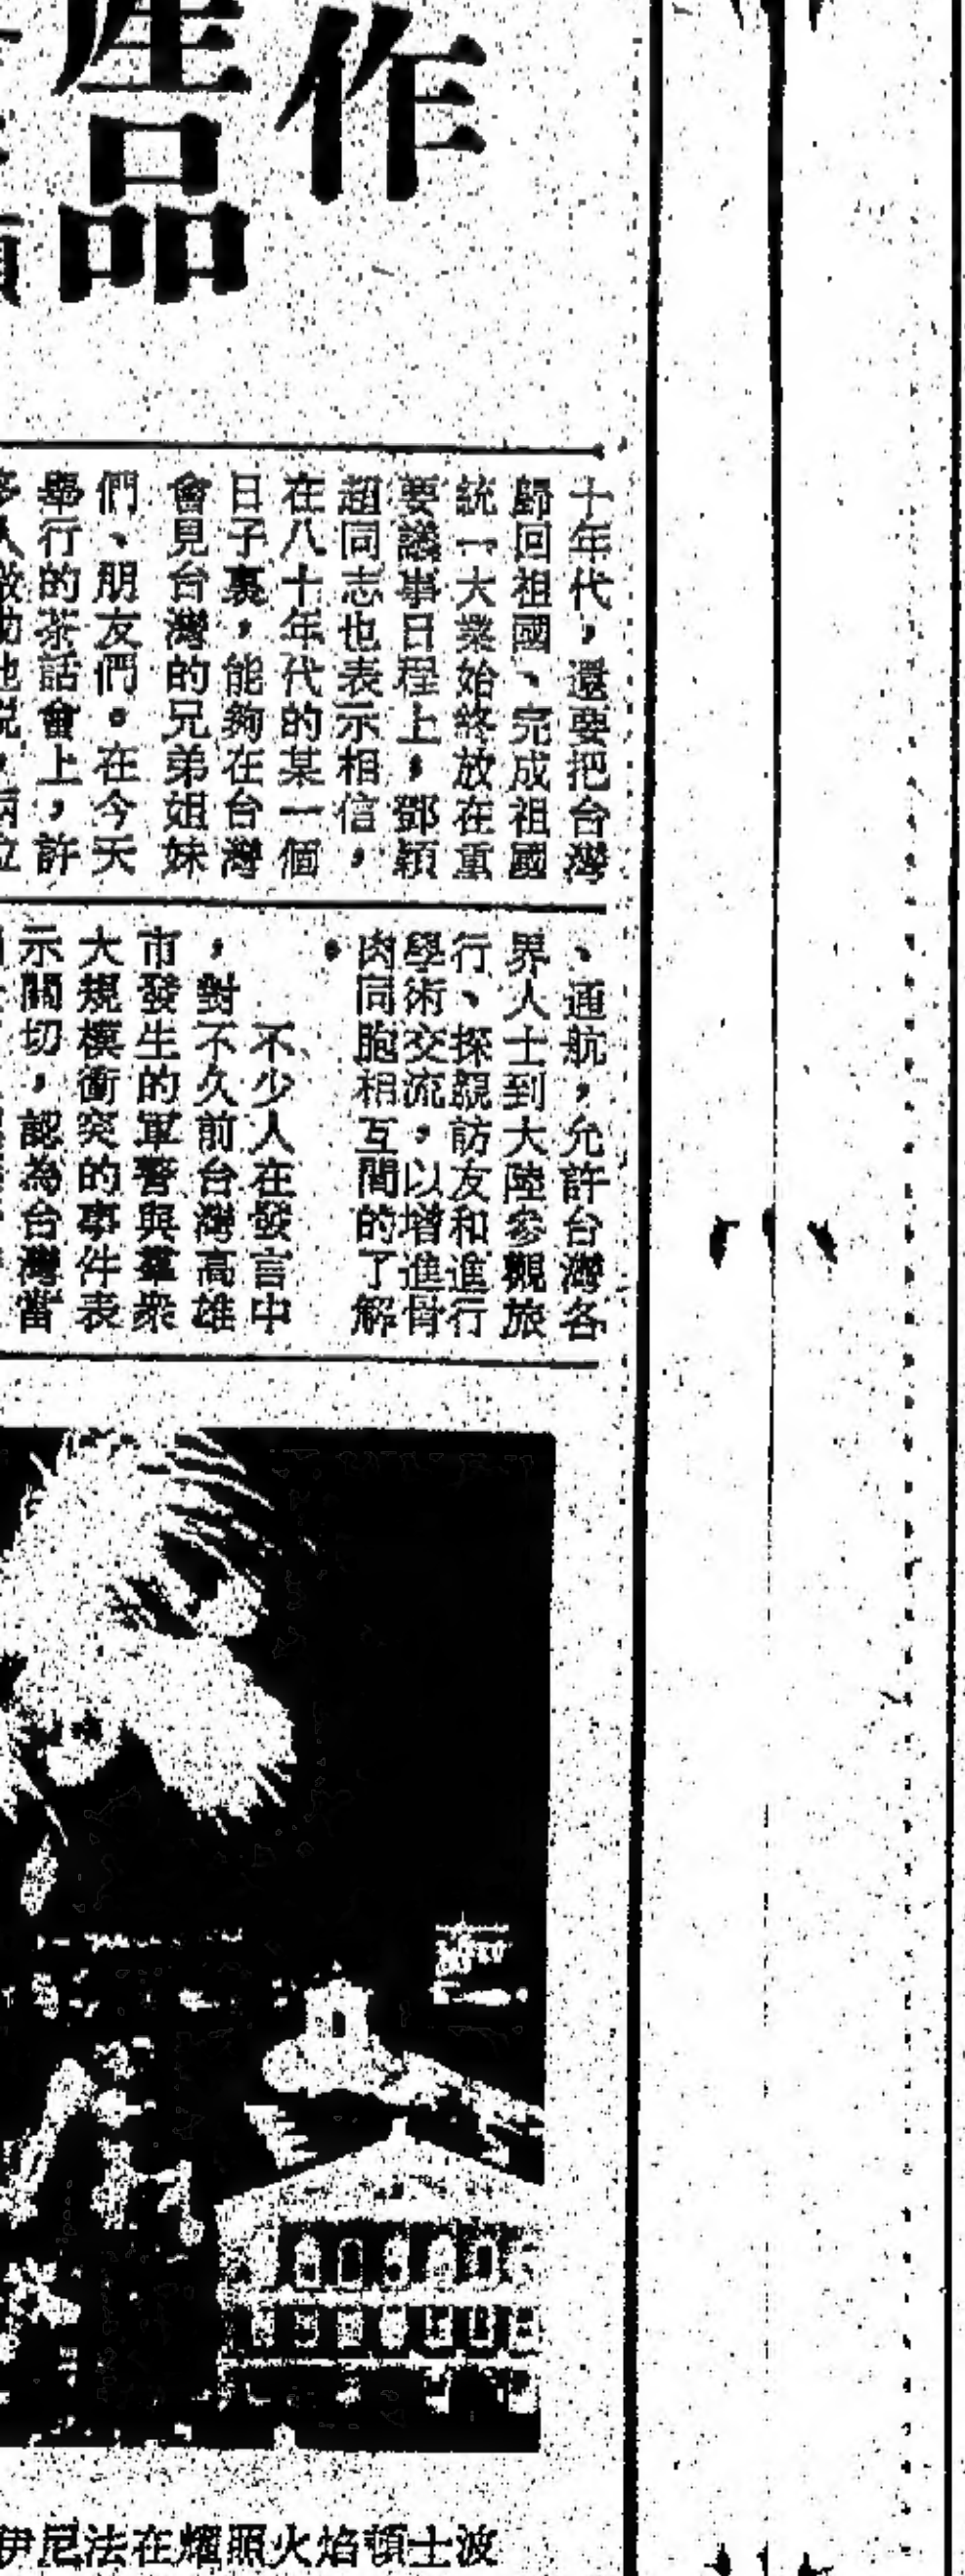 作
產品
十年代，還要把台灣
歸回祖國、完成祖國
統一大業始終放在重
要議事日程上，鄧穎
超同志也表示相信，
在八十年代的某一個
日子裏，能夠在台灣
會見台灣的兄弟姐妹
們、朋友們。在今天
舉行的茶話會上，許
、通航，允許台灣各
界人士到大陸參觀旅
行、探親訪友和進行
學術交流，以增進骨
肉同胞相互間的了解
。
不少人在發言中
，對不久前台灣高雄
市發生的軍警與羣衆
大規模衝突的事件表
示關切，認為台灣當
波士頓焰火照耀在法尼伊